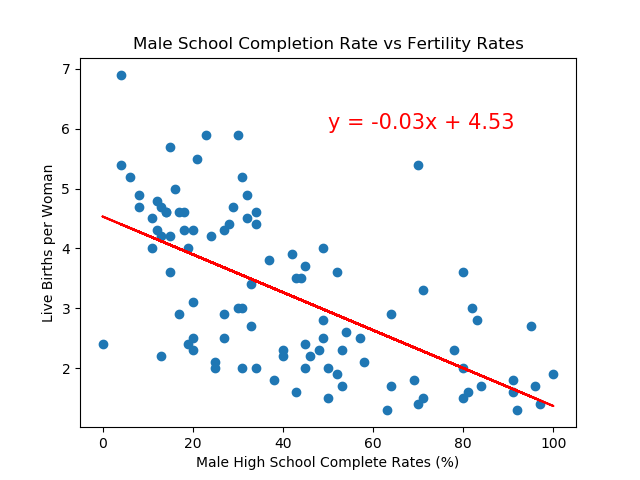 Male School Completion Rate vs Fertility Rates
y = -0.03x + 4.53
7
6
5
4
3
2
Live Births per Woman
0 20 40 60 80 100
Male High School Complete Rates (%)